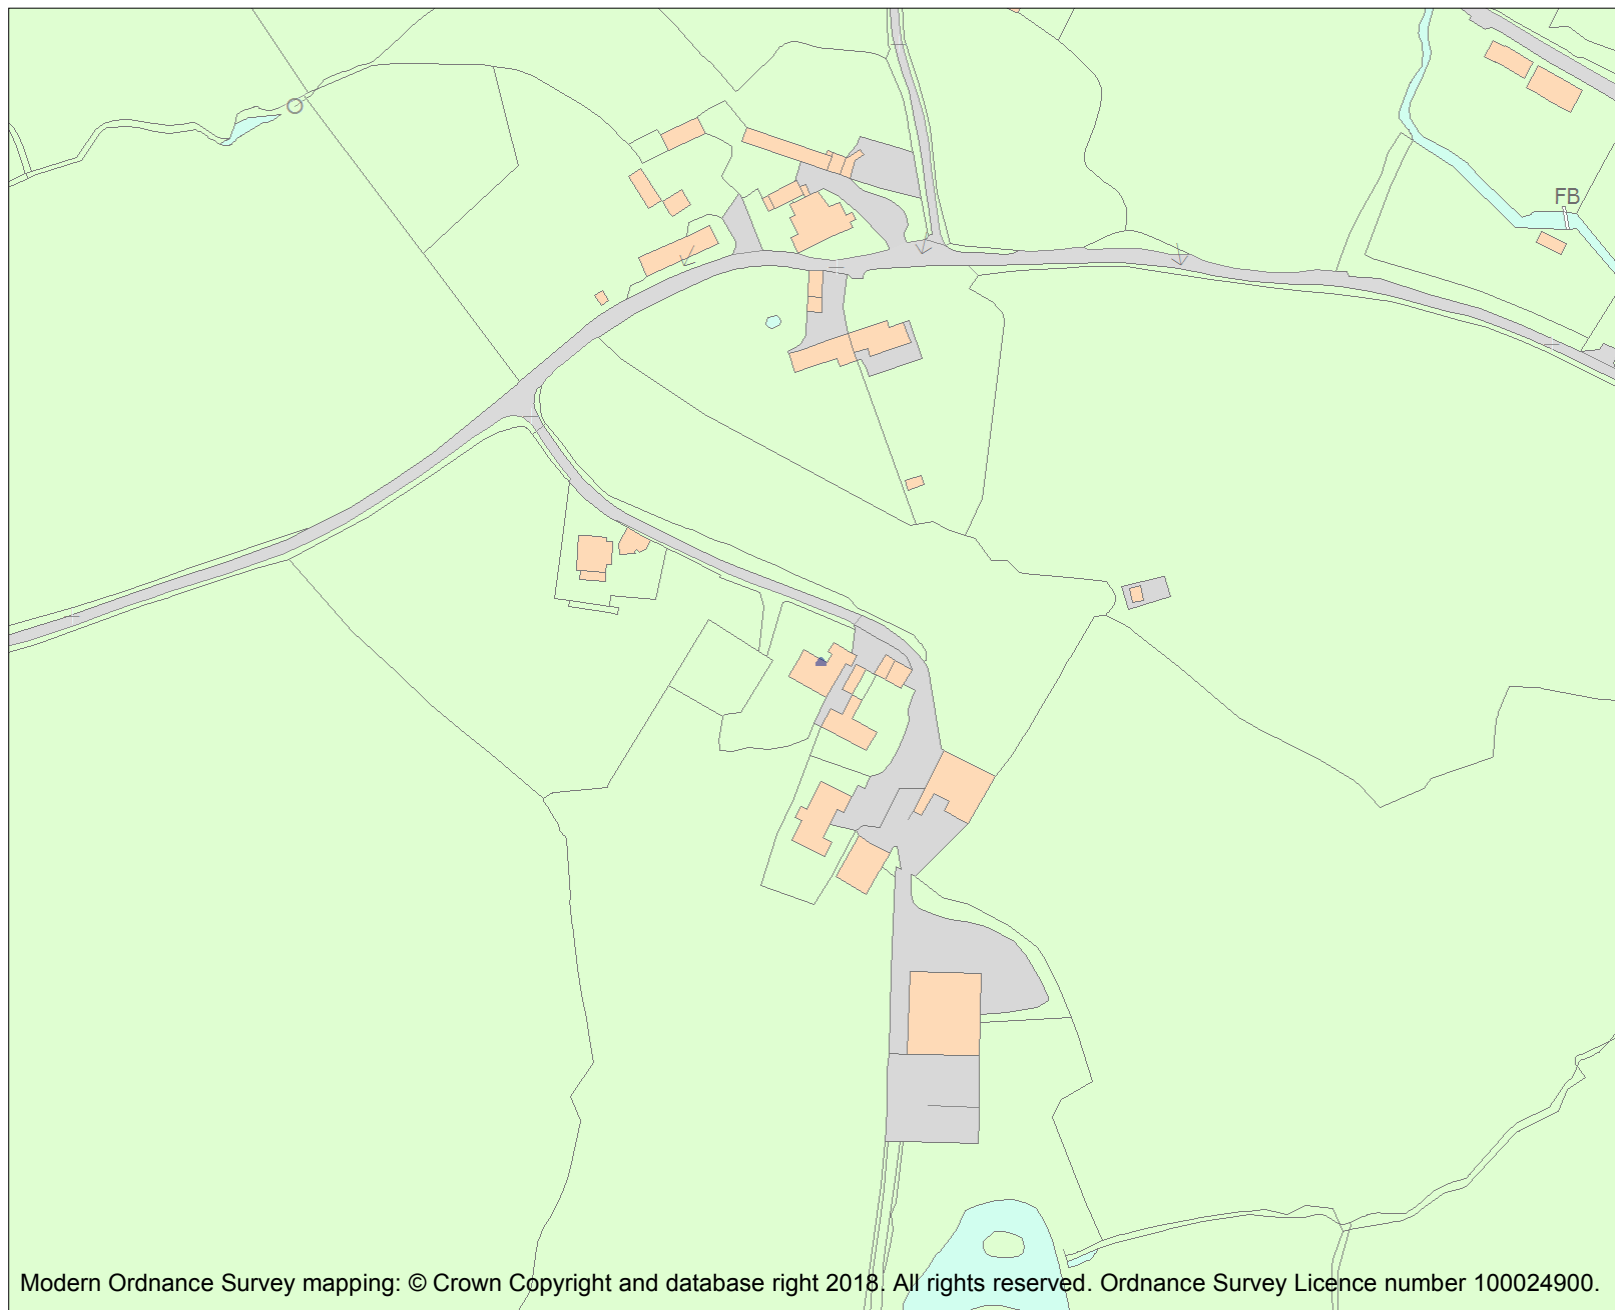 FB
Modern Ordnance Survey mapping: © Crown Copyright and database right 2018. All rights reserved. Ordnance Survey Licence number 100024900.